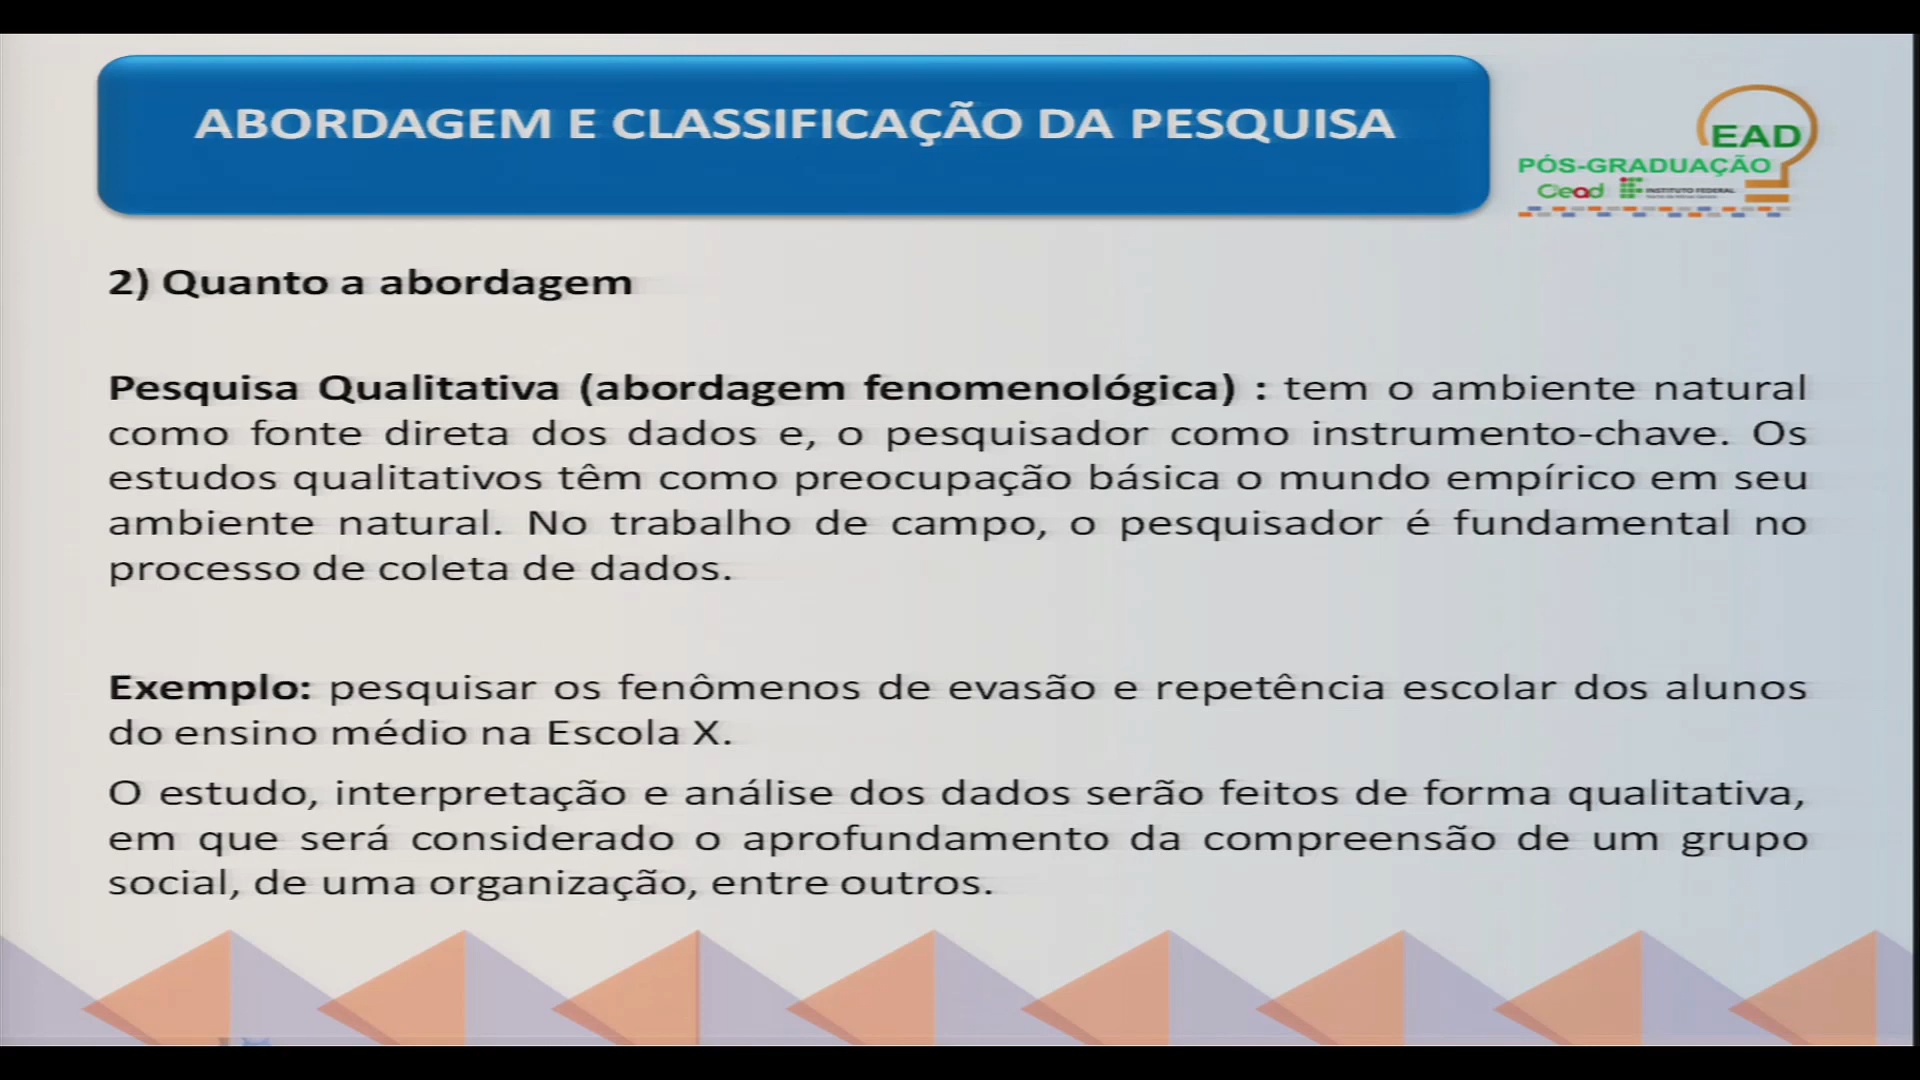 ABORDAGEM E CLASSIFICAÇÃO DA PESQUISA
EAD
PÓS-GRADUAÇÃO
Cead
INSTITUTO FEDERAL
2) Quanto a abordagem
Pesquisa Qualitativa (abordagem fenomenológica) : tem o ambiente natural
como fonte direta dos dados e, o pesquisador como instrumento-chave. Os
estudos qualitativos têm como preocupação básica o mundo empírico em seu
ambiente natural. No trabalho de campo, o pesquisador é fundamental no
processo de coleta de dados.
Exemplo: pesquisar os fenômenos de evasão e repetência escolar dos alunos
do ensino médio na Escola X.
O estudo, interpretação e análise dos dados serão feitos de forma qualitativa,
em que será considerado o aprofundamento da compreensão de um grupo
social, de uma organização, entre outros.